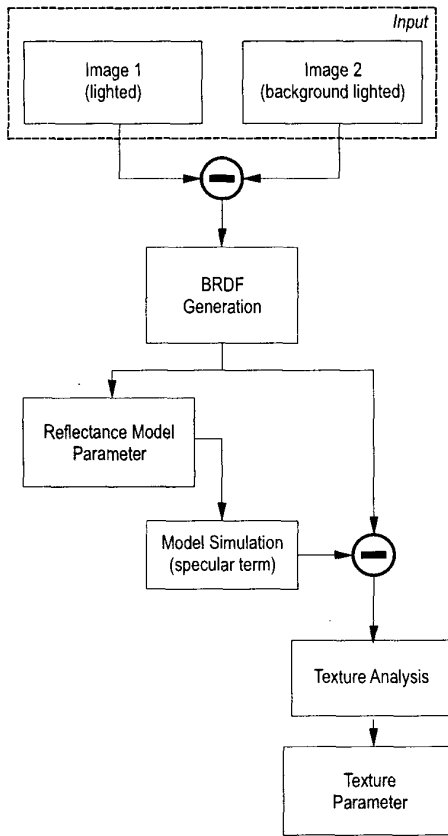 Input
Image 1
(lighted)
Image 2
(background lighted)
BRDF
Generation
Reflectance Model
Parameter
Model Simulation
(specular term)
Texture Analysis
Texture
Parameter